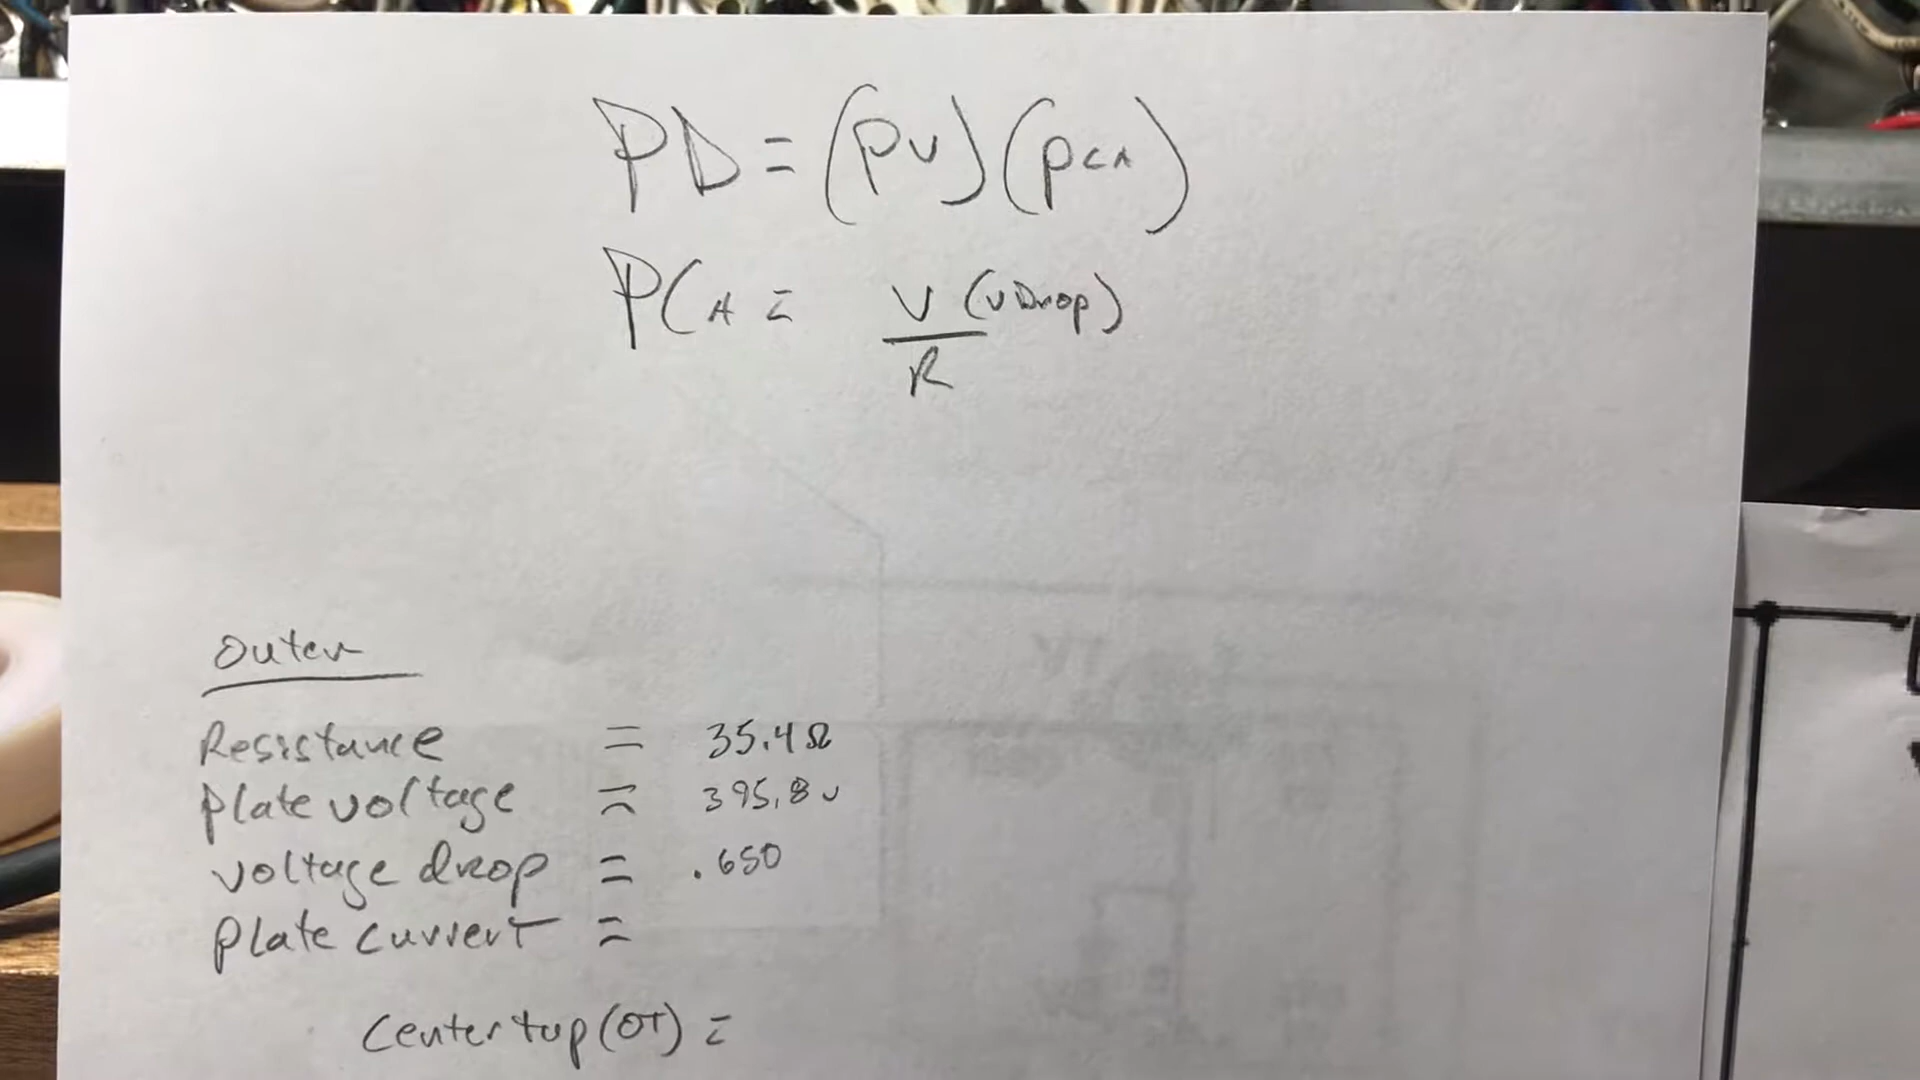 PD = (PV) (PCA)
PCA = V (VDrop)
R
Outer
Resistance = 35.4Ω
Plate voltage = 395.8V
voltage drop = .650
Plate current =
Center tap (OT) =